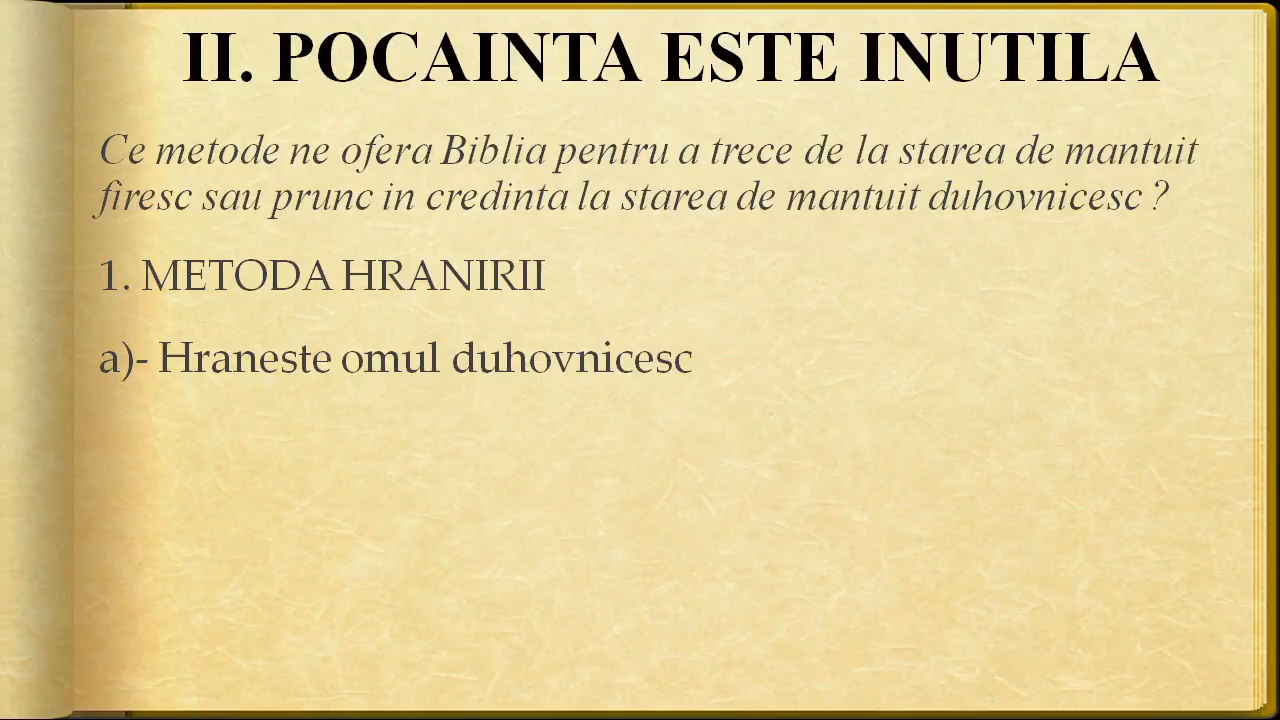 II. POCAINTA ESTE INUTILA
Ce metode ne ofera Biblia pentru a trece de la starea de mantuit
firesc sau prunc in credinta la starea de mantuit duhovnicesc ?
1. METODA HRANIRII
a)- Hraneste omul duhovnicesc